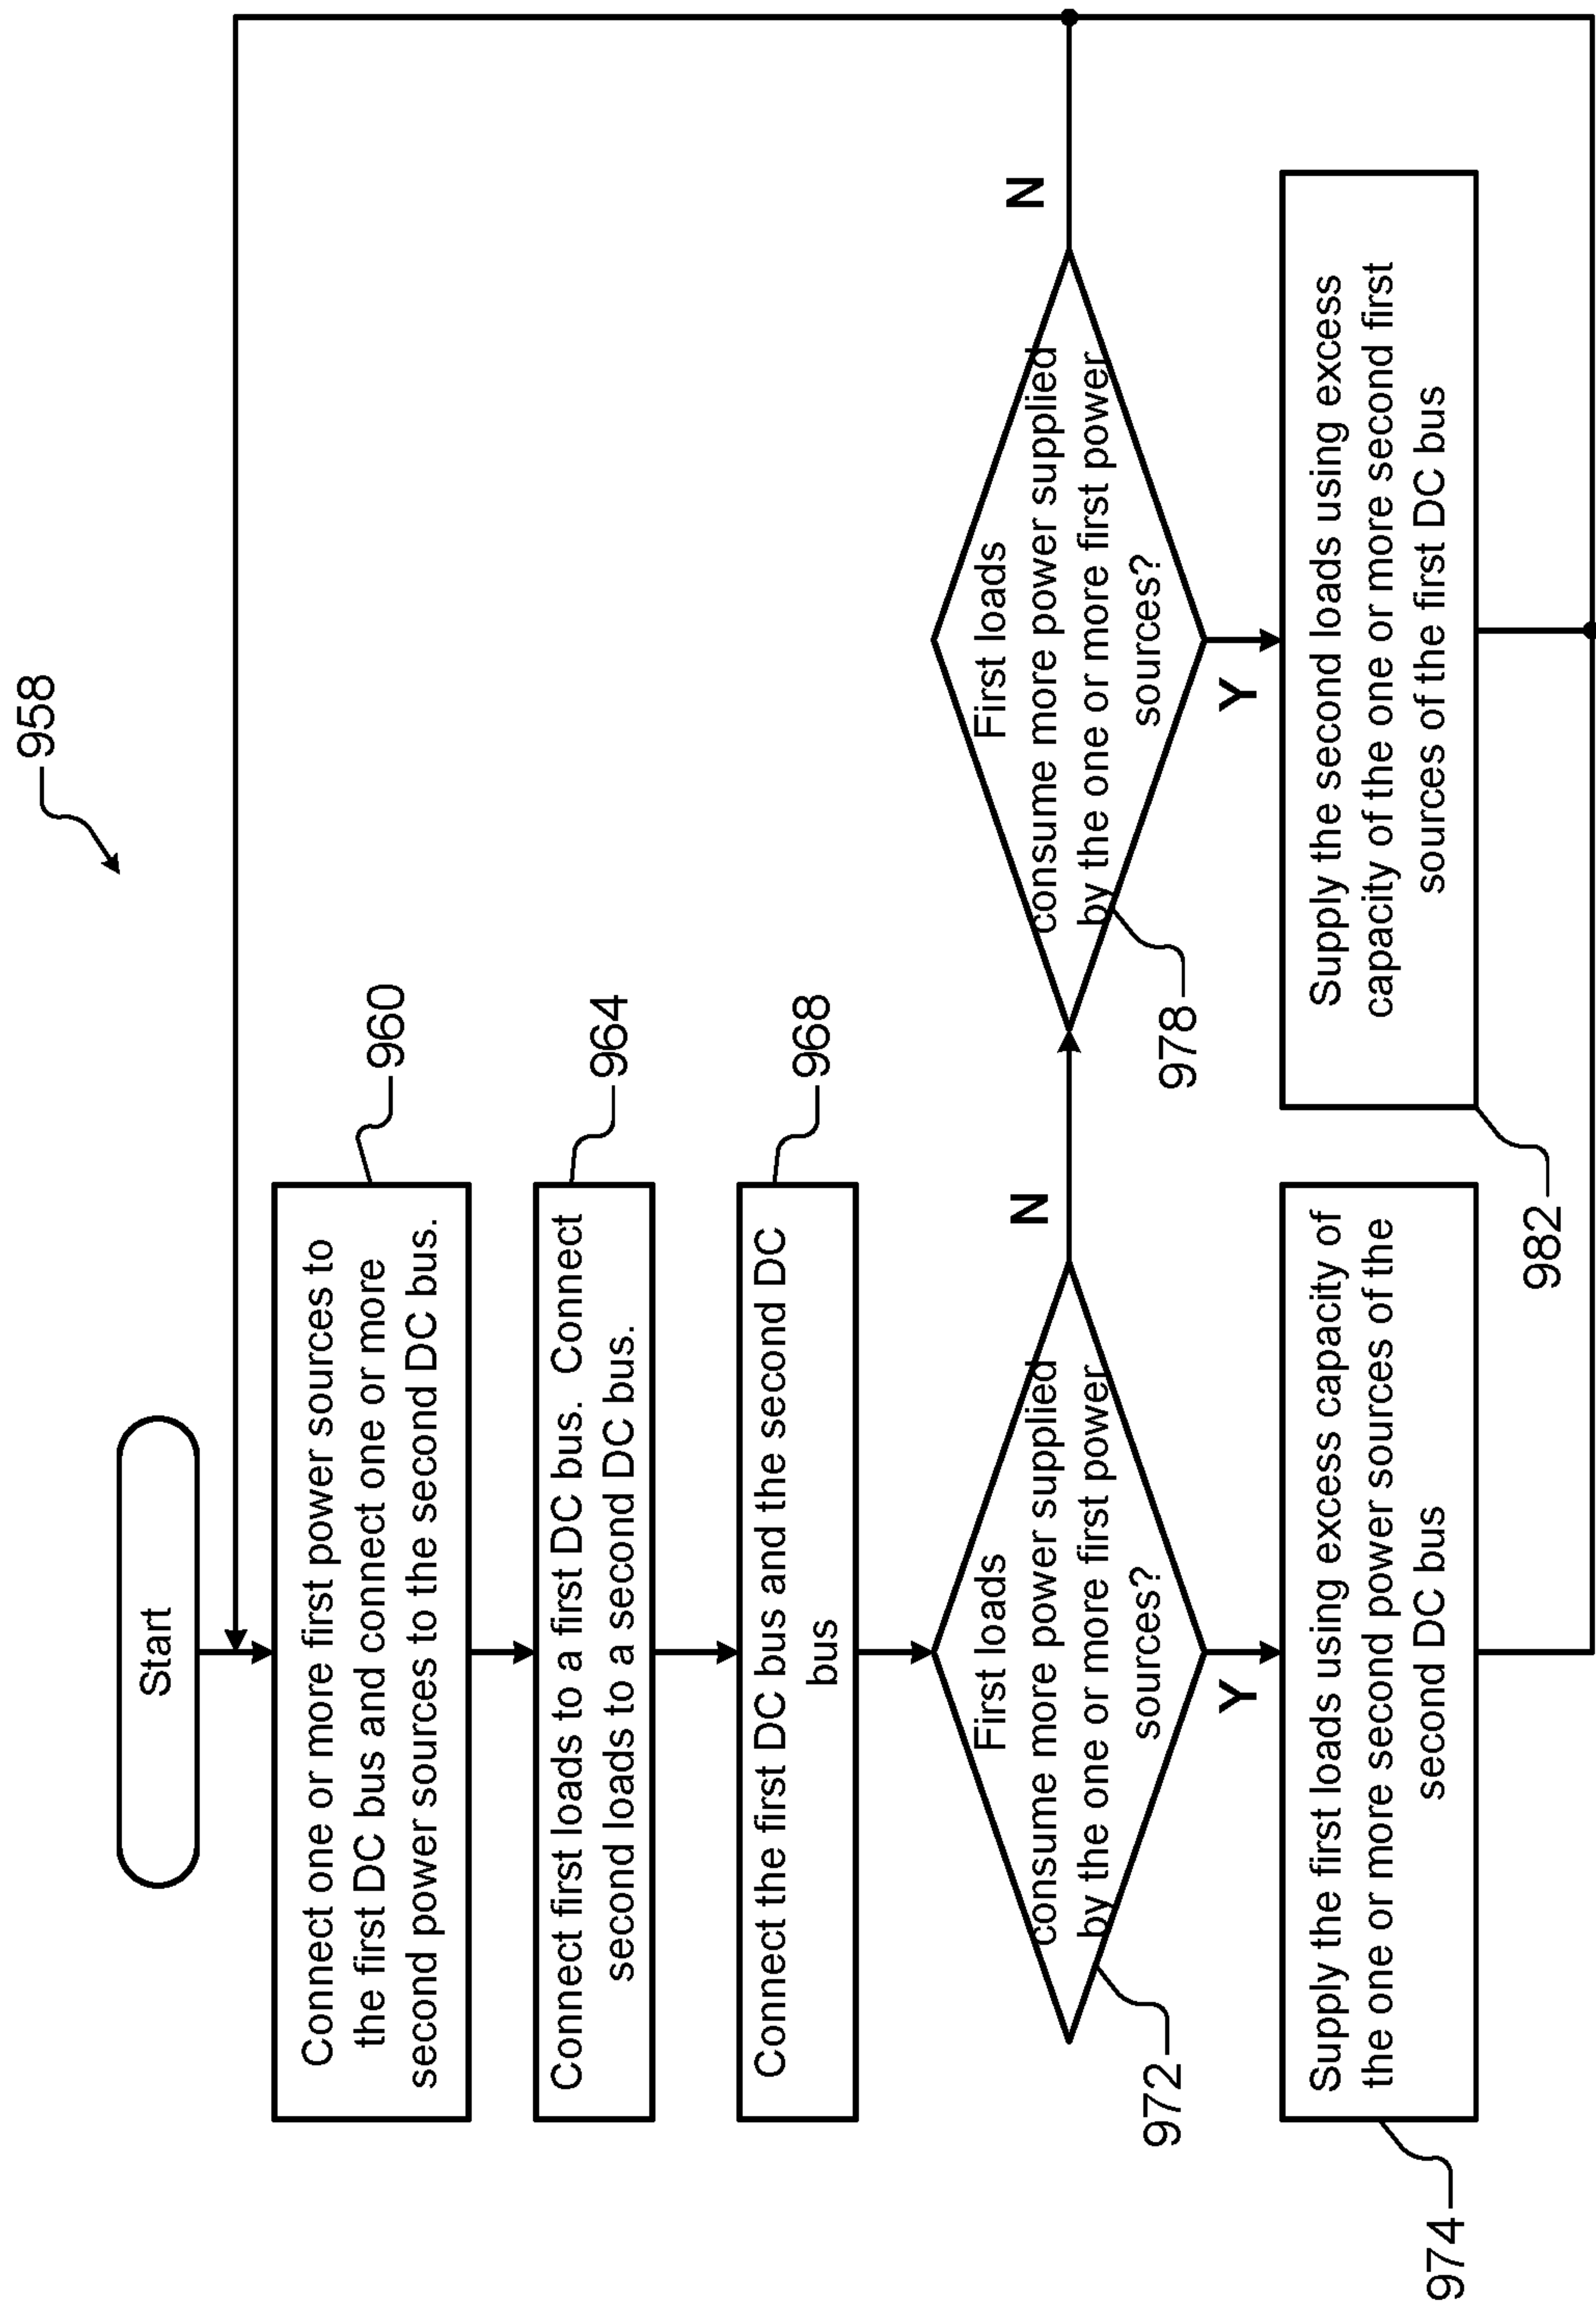 958
Start
Connect one or more first power sources to
the first DC bus and connect one or more
second power sources to the second DC bus.
960
Connect first loads to a first DC bus. Connect
second loads to a second DC bus.
964
Connect the first DC bus and the second DC
bus
968
First loads
consume more power supplied
by the one or more first power
sources?
972
N
Y
First loads
consume more power supplied
by the one or more first power
sources?
978
N
Y
Supply the first loads using excess capacity of
the one or more second power sources of the
second DC bus
974
Supply the second loads using excess
capacity of the one or more second first
sources of the first DC bus
982